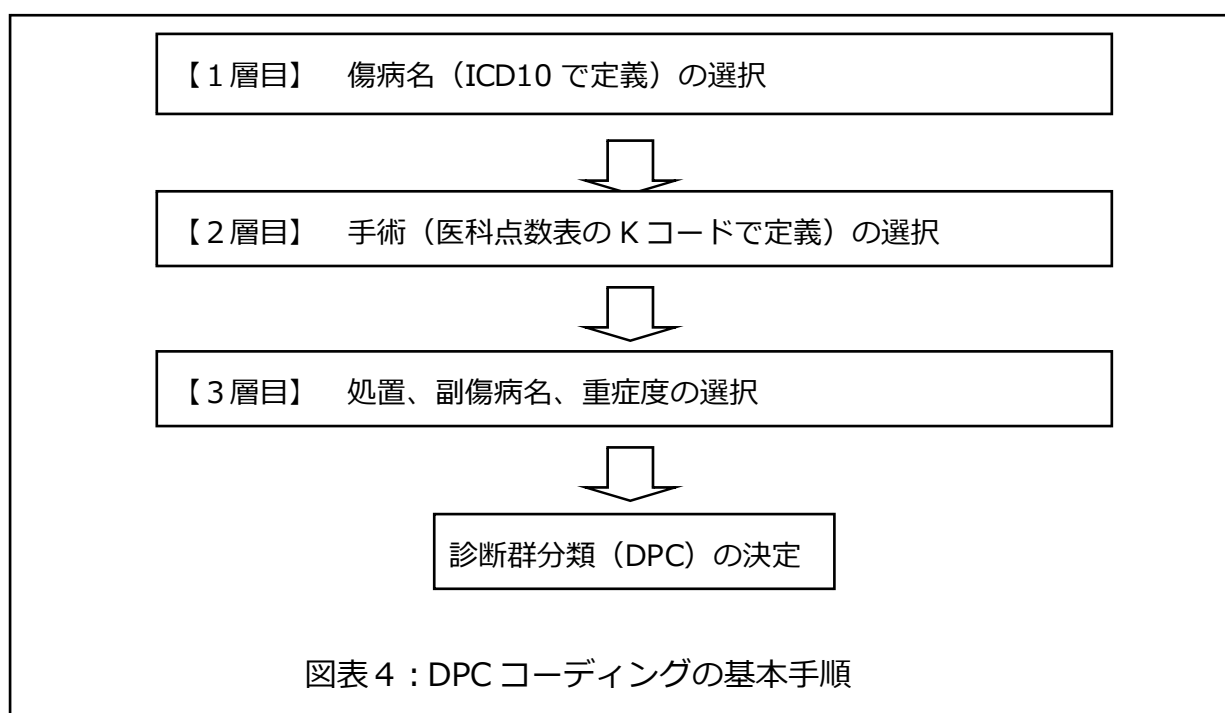 【１層目】　傷病名（ICD10 で定義）の選択
【２層目】　手術（医科点数表の K コードで定義）の選択
【３層目】　処置、副傷病名、重症度の選択
診断群分類（DPC）の決定
図表４：DPC コーディングの基本手順